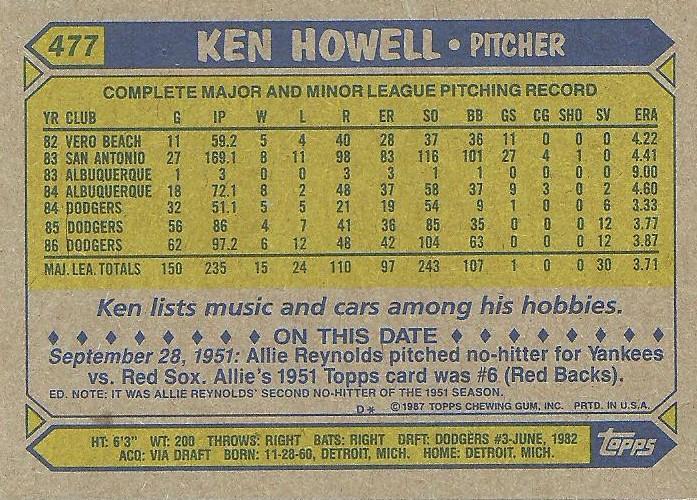 477 KEN HOWELL • PITCHER
COMPLETE MAJOR AND MINOR LEAGUE PITCHING RECORD
YR CLUB G IP W L R ER SO BB GS CG SHO SV ERA
82 VERO BEACH 11 59.2 5 4 40 28 37 36 11 0 0 0 4.22
83 SAN ANTONIO 27 169.1 8 11 98 83 116 101 27 4 1 0 4.41
83 ALBUQUERQUE 1 3 0 0 3 3 1 1 0 0 0 0 9.00
84 ALBUQUERQUE 18 72.1 8 2 48 37 58 37 9 3 0 2 4.60
84 DODGERS 32 51.1 5 5 21 19 54 9 1 0 0 6 3.33
85 DODGERS 56 86 4 7 41 36 85 35 0 0 0 12 3.77
86 DODGERS 62 97.2 6 12 48 42 104 63 0 0 0 12 3.87
MAJ. LEA. TOTALS 150 235 15 24 110 97 243 107 1 0 0 30 3.71
Ken lists music and cars among his hobbies.
ON THIS DATE
September 28, 1951: Allie Reynolds pitched no-hitter for Yankees
vs. Red Sox. Allie's 1951 Topps card was #6 (Red Backs).
ED. NOTE: IT WAS ALLIE REYNOLDS' SECOND NO-HITTER OF THE 1951 SEASON.
D* ©1987 TOPPS CHEWING GUM, INC. PRTD. IN U.S.A.
HT: 6'3" WT: 200 THROWS: RIGHT BATS: RIGHT DRFT: DODGERS #3-JUNE, 1982
ACQ: VIA DRAFT BORN: 11-28-60, DETROIT, MICH. HOME: DETROIT, MICH.
Topps